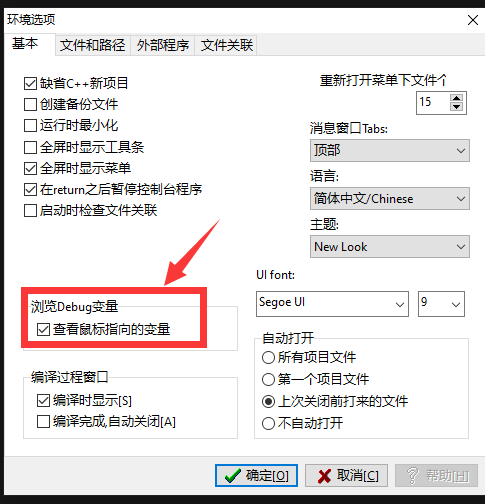 环境选项
基本 文件和路径 外部程序 文件关联
缺省C++新项目
创建备份文件
运行时最小化
全屏时显示工具条
全屏时显示菜单
在return之后暂停控制台程序
启动时检查文件关联
重新打开菜单下文件个
15
消息窗口Tabs:
顶部
语言:
简体中文/Chinese
主题:
New Look
浏览Debug变量
查看鼠标指向的变量
UI font:
Segoe UI 9
编译过程窗口
编译时显示[S]
编译完成,自动关闭[A]
自动打开
所有项目文件
第一个项目文件
上次关闭前打来的文件
不自动打开
确定[O] 取消[C] 帮助[H]